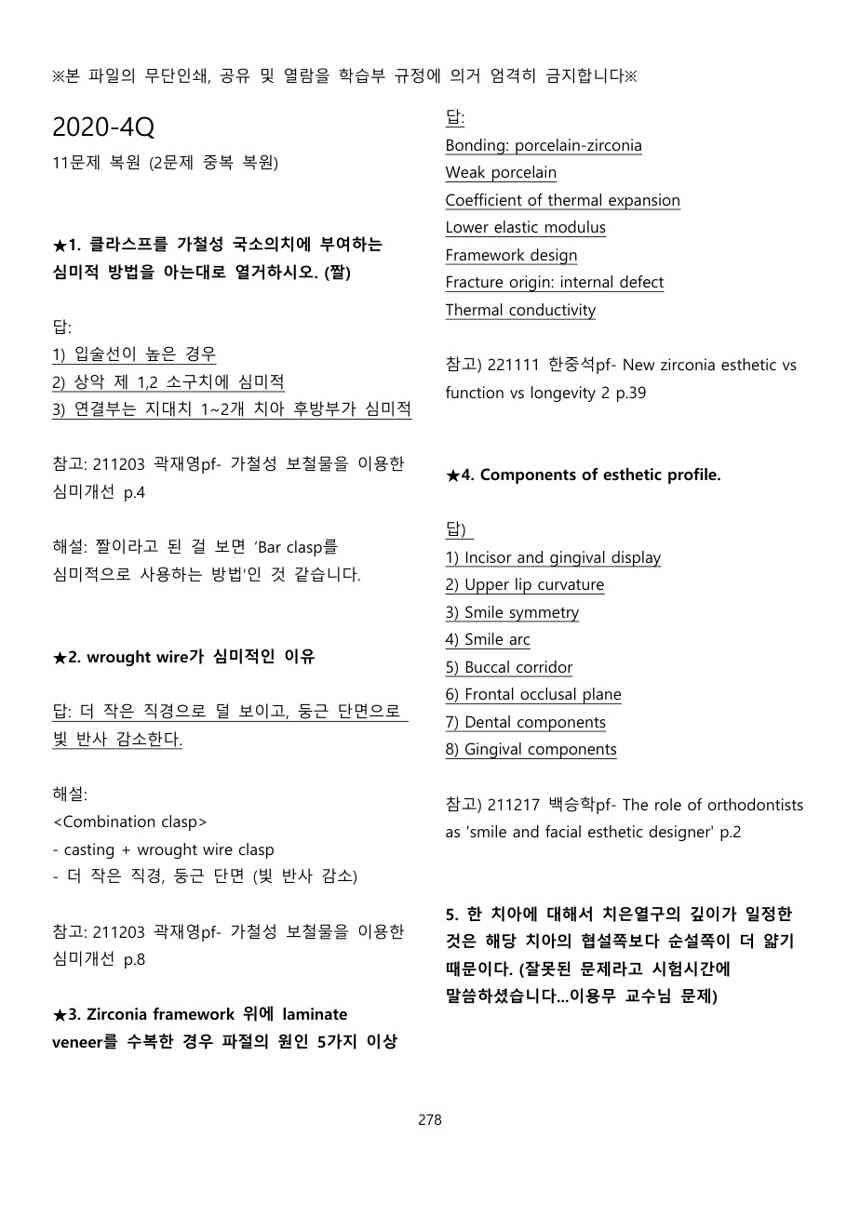 ※본 파일의 무단인쇄, 공유 및 열람을 학습부 규정에 의거 엄격히 금지합니다※
2020-4Q
11문제 복원 (2문제 중복 복원)
★1. 클라스프를 가철성 국소의치에 부여하는
심미적 방법을 아는대로 열거하시오. (짤)
답:
1) 입술선이 높은 경우
2) 상악 제 1,2 소구치에 심미적
3) 연결부는 지대치 1~2개 치아 후방부가 심미적
참고: 211203 곽재영pf- 가철성 보철물을 이용한
심미개선 p.4
해설: 짤이라고 된 걸 보면 ‘Bar clasp를
심미적으로 사용하는 방법'인 것 같습니다.
★2. wrought wire가 심미적인 이유
답: 더 작은 직경으로 덜 보이고, 둥근 단면으로
빛 반사 감소한다.
해설:
<Combination clasp>
- casting + wrought wire clasp
- 더 작은 직경, 둥근 단면 (빛 반사 감소)
참고: 211203 곽재영pf- 가철성 보철물을 이용한
심미개선 p.8
★3. Zirconia framework 위에 laminate
veneer를 수복한 경우 파절의 원인 5가지 이상
답:
Bonding: porcelain-zirconia
Weak porcelain
Coefficient of thermal expansion
Lower elastic modulus
Framework design
Fracture origin: internal defect
Thermal conductivity
참고) 221111 한중석pf- New zirconia esthetic vs
function vs longevity 2 p.39
★4. Components of esthetic profile.
답)
1) Incisor and gingival display
2) Upper lip curvature
3) Smile symmetry
4) Smile arc
5) Buccal corridor
6) Frontal occlusal plane
7) Dental components
8) Gingival components
참고) 211217 백승학pf- The role of orthodontists
as 'smile and facial esthetic designer' p.2
5. 한 치아에 대해서 치은열구의 깊이가 일정한
것은 해당 치아의 협설쪽보다 순설쪽이 더 얇기
때문이다. (잘못된 문제라고 시험시간에
말씀하셨습니다...이용무 교수님 문제)
278